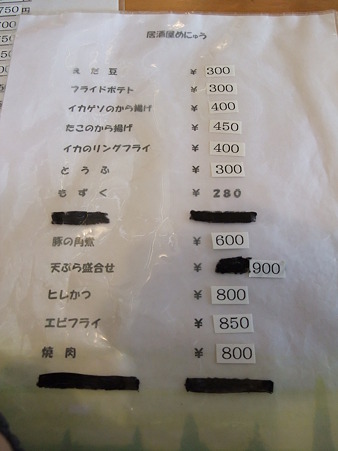 750円
居酒屋めにゅう
えだ豆 ¥300
フライドポテト ¥300
イカゲソのから揚げ ¥400
たこのから揚げ ¥450
イカのリングフライ ¥400
とうふ ¥300
もずく ¥280
豚の角煮 ¥600
天ぷら盛合せ ¥900
ヒレかつ ¥800
エビフライ ¥850
焼肉 ¥800